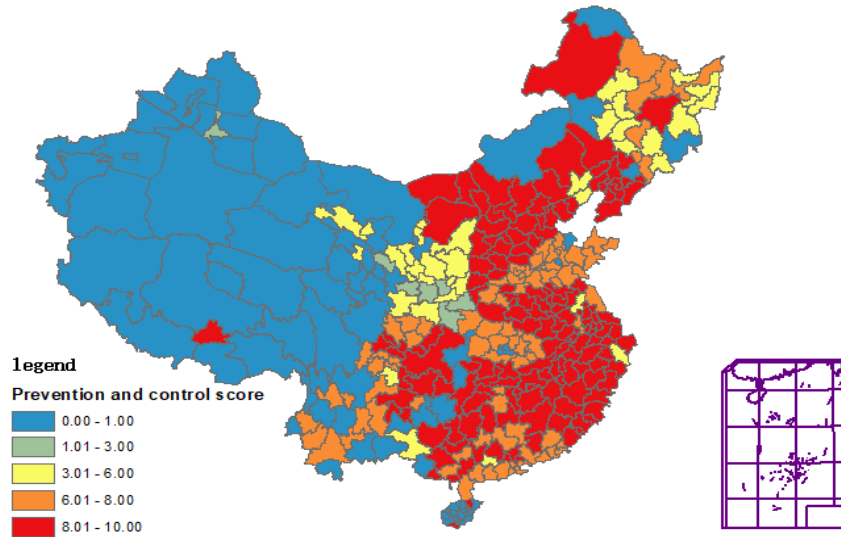 legend
Prevention and control score
0.00 - 1.00
1.01 - 3.00
3.01 - 6.00
6.01 - 8.00
8.01 - 10.00